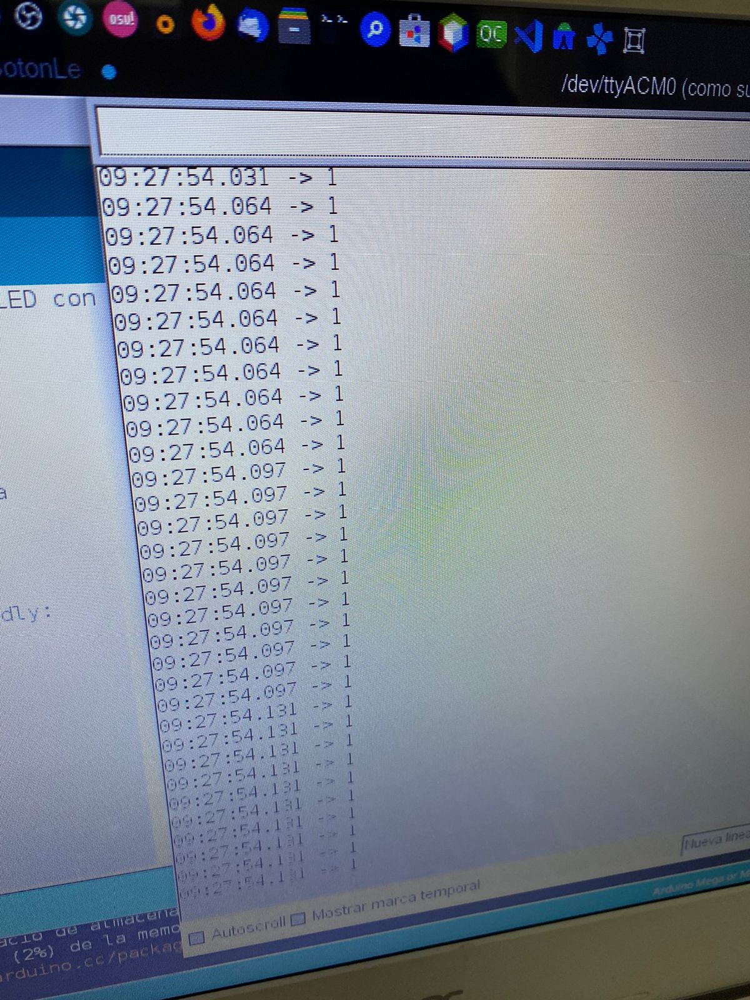 osu!
QC
otonLe
/dev/ttyACM0 (como su
09:27:54.031 -> 1
09:27:54.064 -> 1
09:27:54.064 -> 1
09:27:54.064 -> 1
09:27:54.064 -> 1
09:27:54.064 -> 1
09:27:54.064 -> 1
09:27:54.064 -> 1
09:27:54.064 -> 1
09:27:54.064 -> 1
09:27:54.064 -> 1
09:27:54.097 -> 1
09:27:54.097 -> 1
09:27:54.097 -> 1
09:27:54.097 -> 1
09:27:54.097 -> 1
09:27:54.097 -> 1
09:27:54.097 -> 1
09:27:54.097 -> 1
09:27:54.097 -> 1
09:27:54.097 -> 1
09:27:54.097 -> 1
09:27:54.131 -> 1
09:27:54.131 -> 1
09:27:54.131 -> 1
09:27:54.131 -> 1
09:27:54.131 -> 1
09:27:54.131 -> 1
09:27:54.131 -> 1
09:27:54.131 -> 1
09:27:54.131 -> 1
09:27:54.131 -> 1
LED con
a
dly:
Autoscroll Mostrar marca temporal
Nueva línea
Arduino Mega or M
acio de almacena
(2%) de la memo
arduino.cc/packag